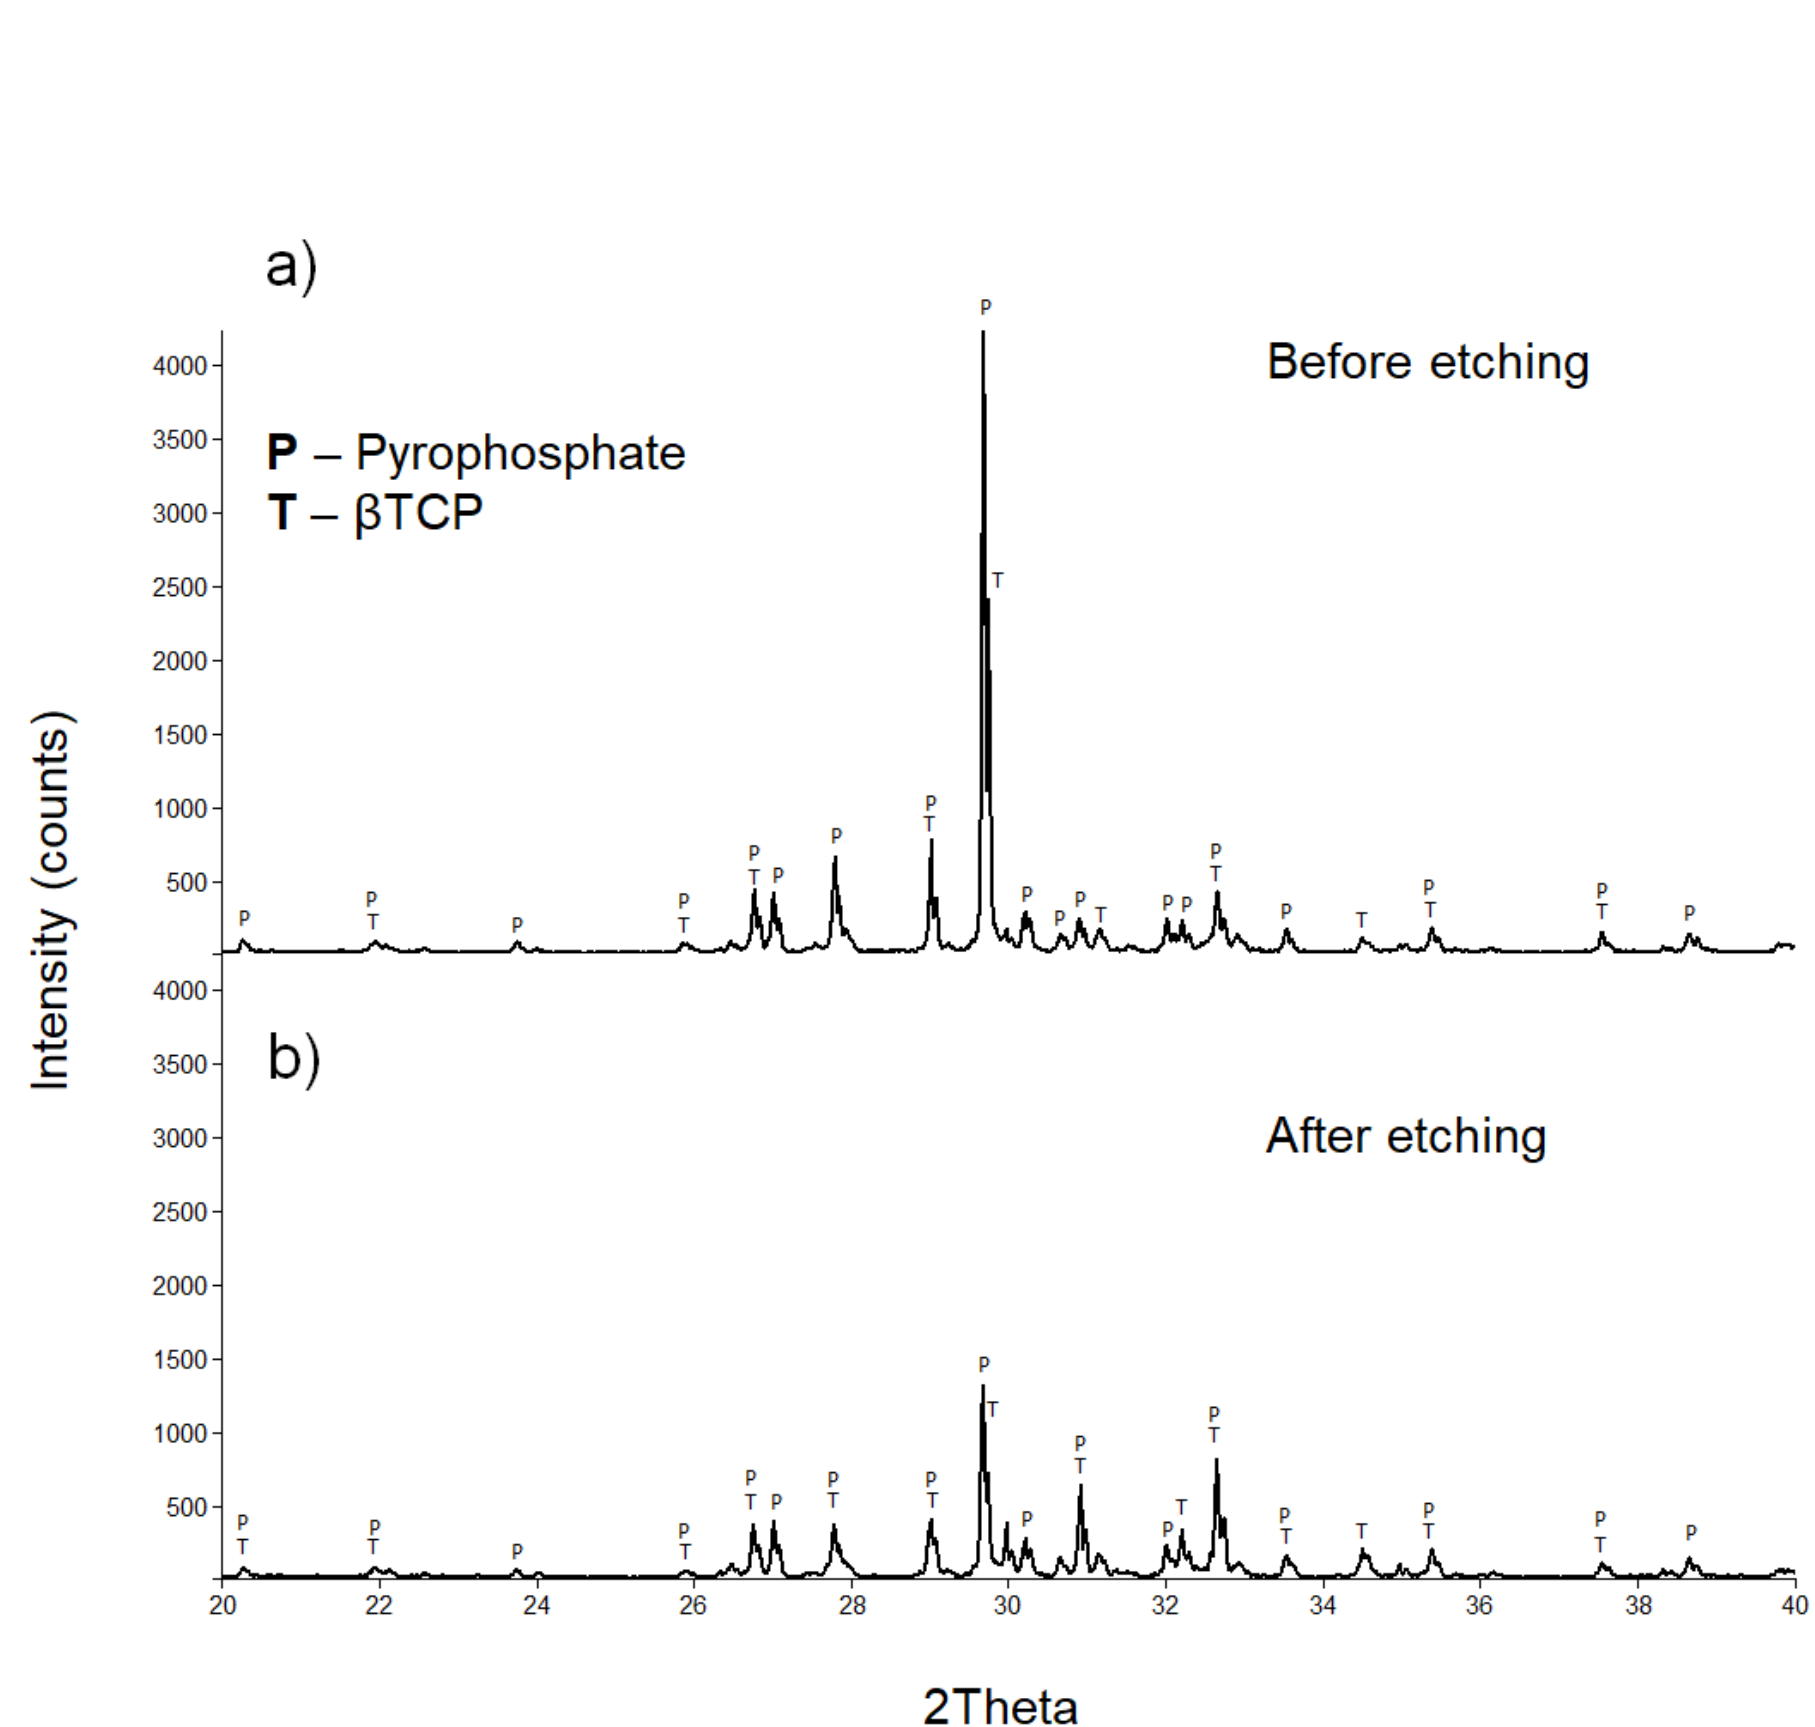 a)
Before etching
P – Pyrophosphate
T – βTCP
Intensity (counts)
4000
3500
3000
2500
2000
1500
1000
500
P
T
P
P
T
P
T
P
P
T
P
T
P
P
P
T
P
P
P
T
P
P
P
T
P
T
P
T
P
T
P
b)
After etching
4000
3500
3000
2500
2000
1500
1000
500
P
T
P
T
P
P
T
P
T
P
P
T
P
T
P
T
P
P
T
P
T
P
T
P
T
T
P
T
P
T
P
20 22 24 26 28 30 32 34 36 38 40
2Theta